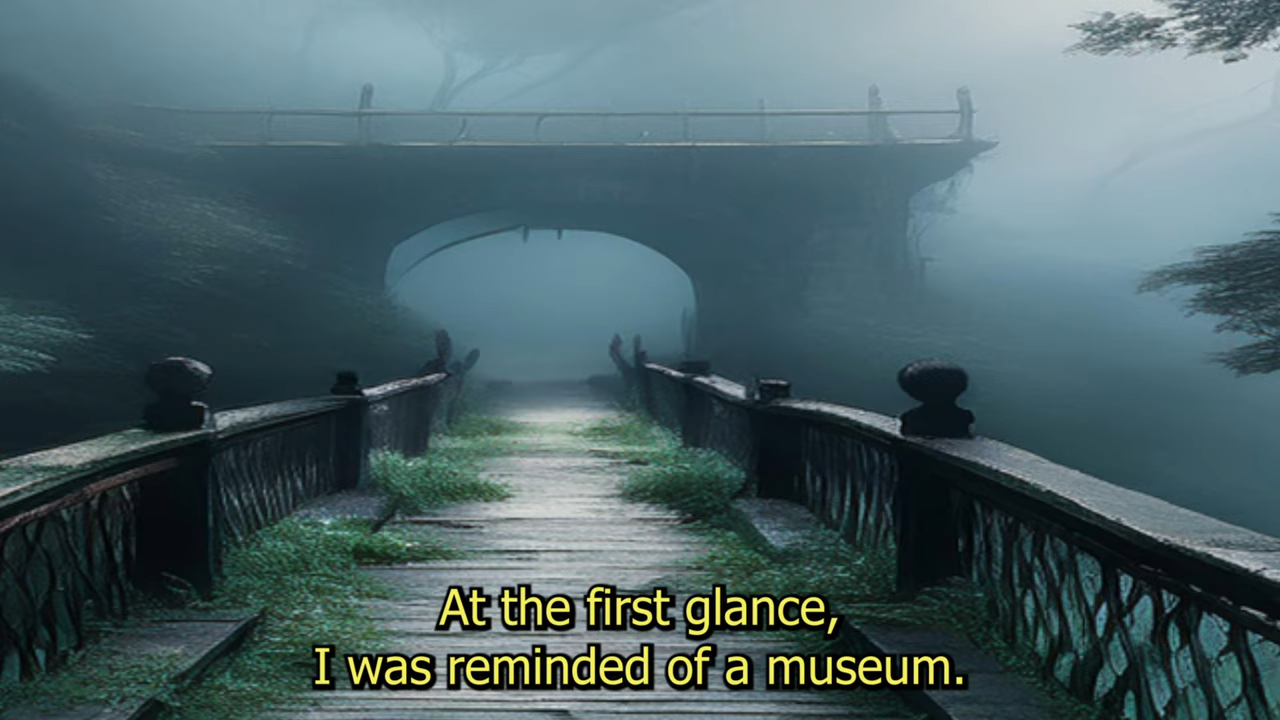 At the first glance,
I was reminded of a museum.